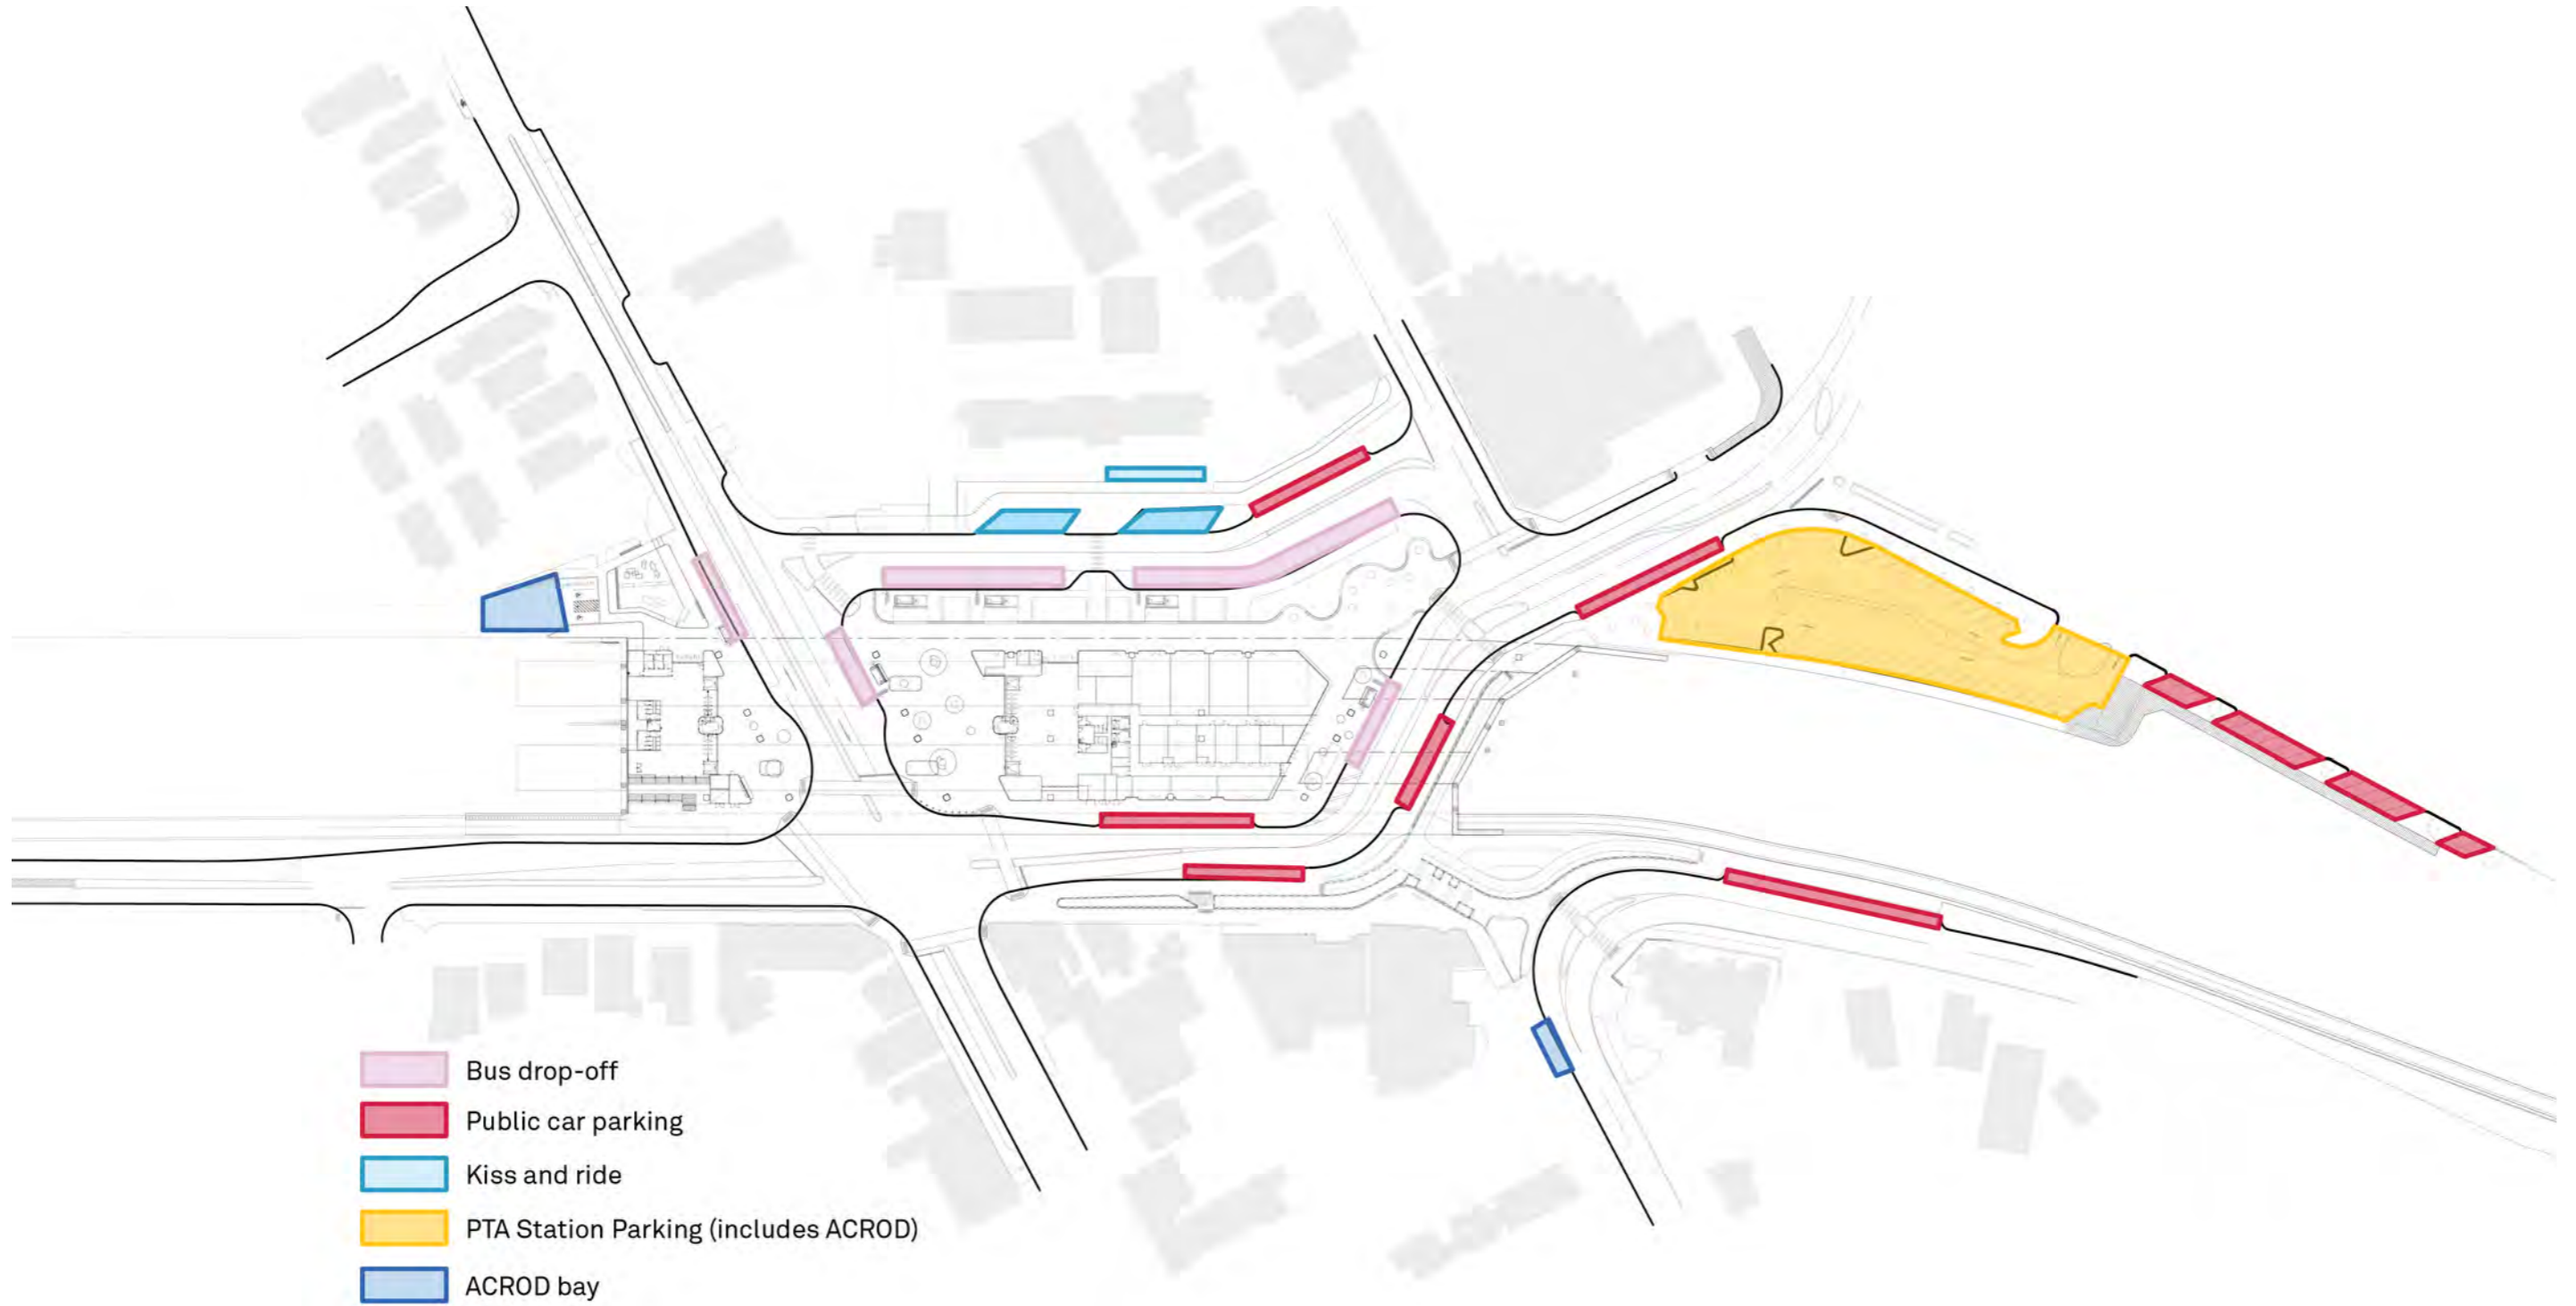 Bus drop-off
Public car parking
Kiss and ride
PTA Station Parking (includes ACROD)
ACROD bay